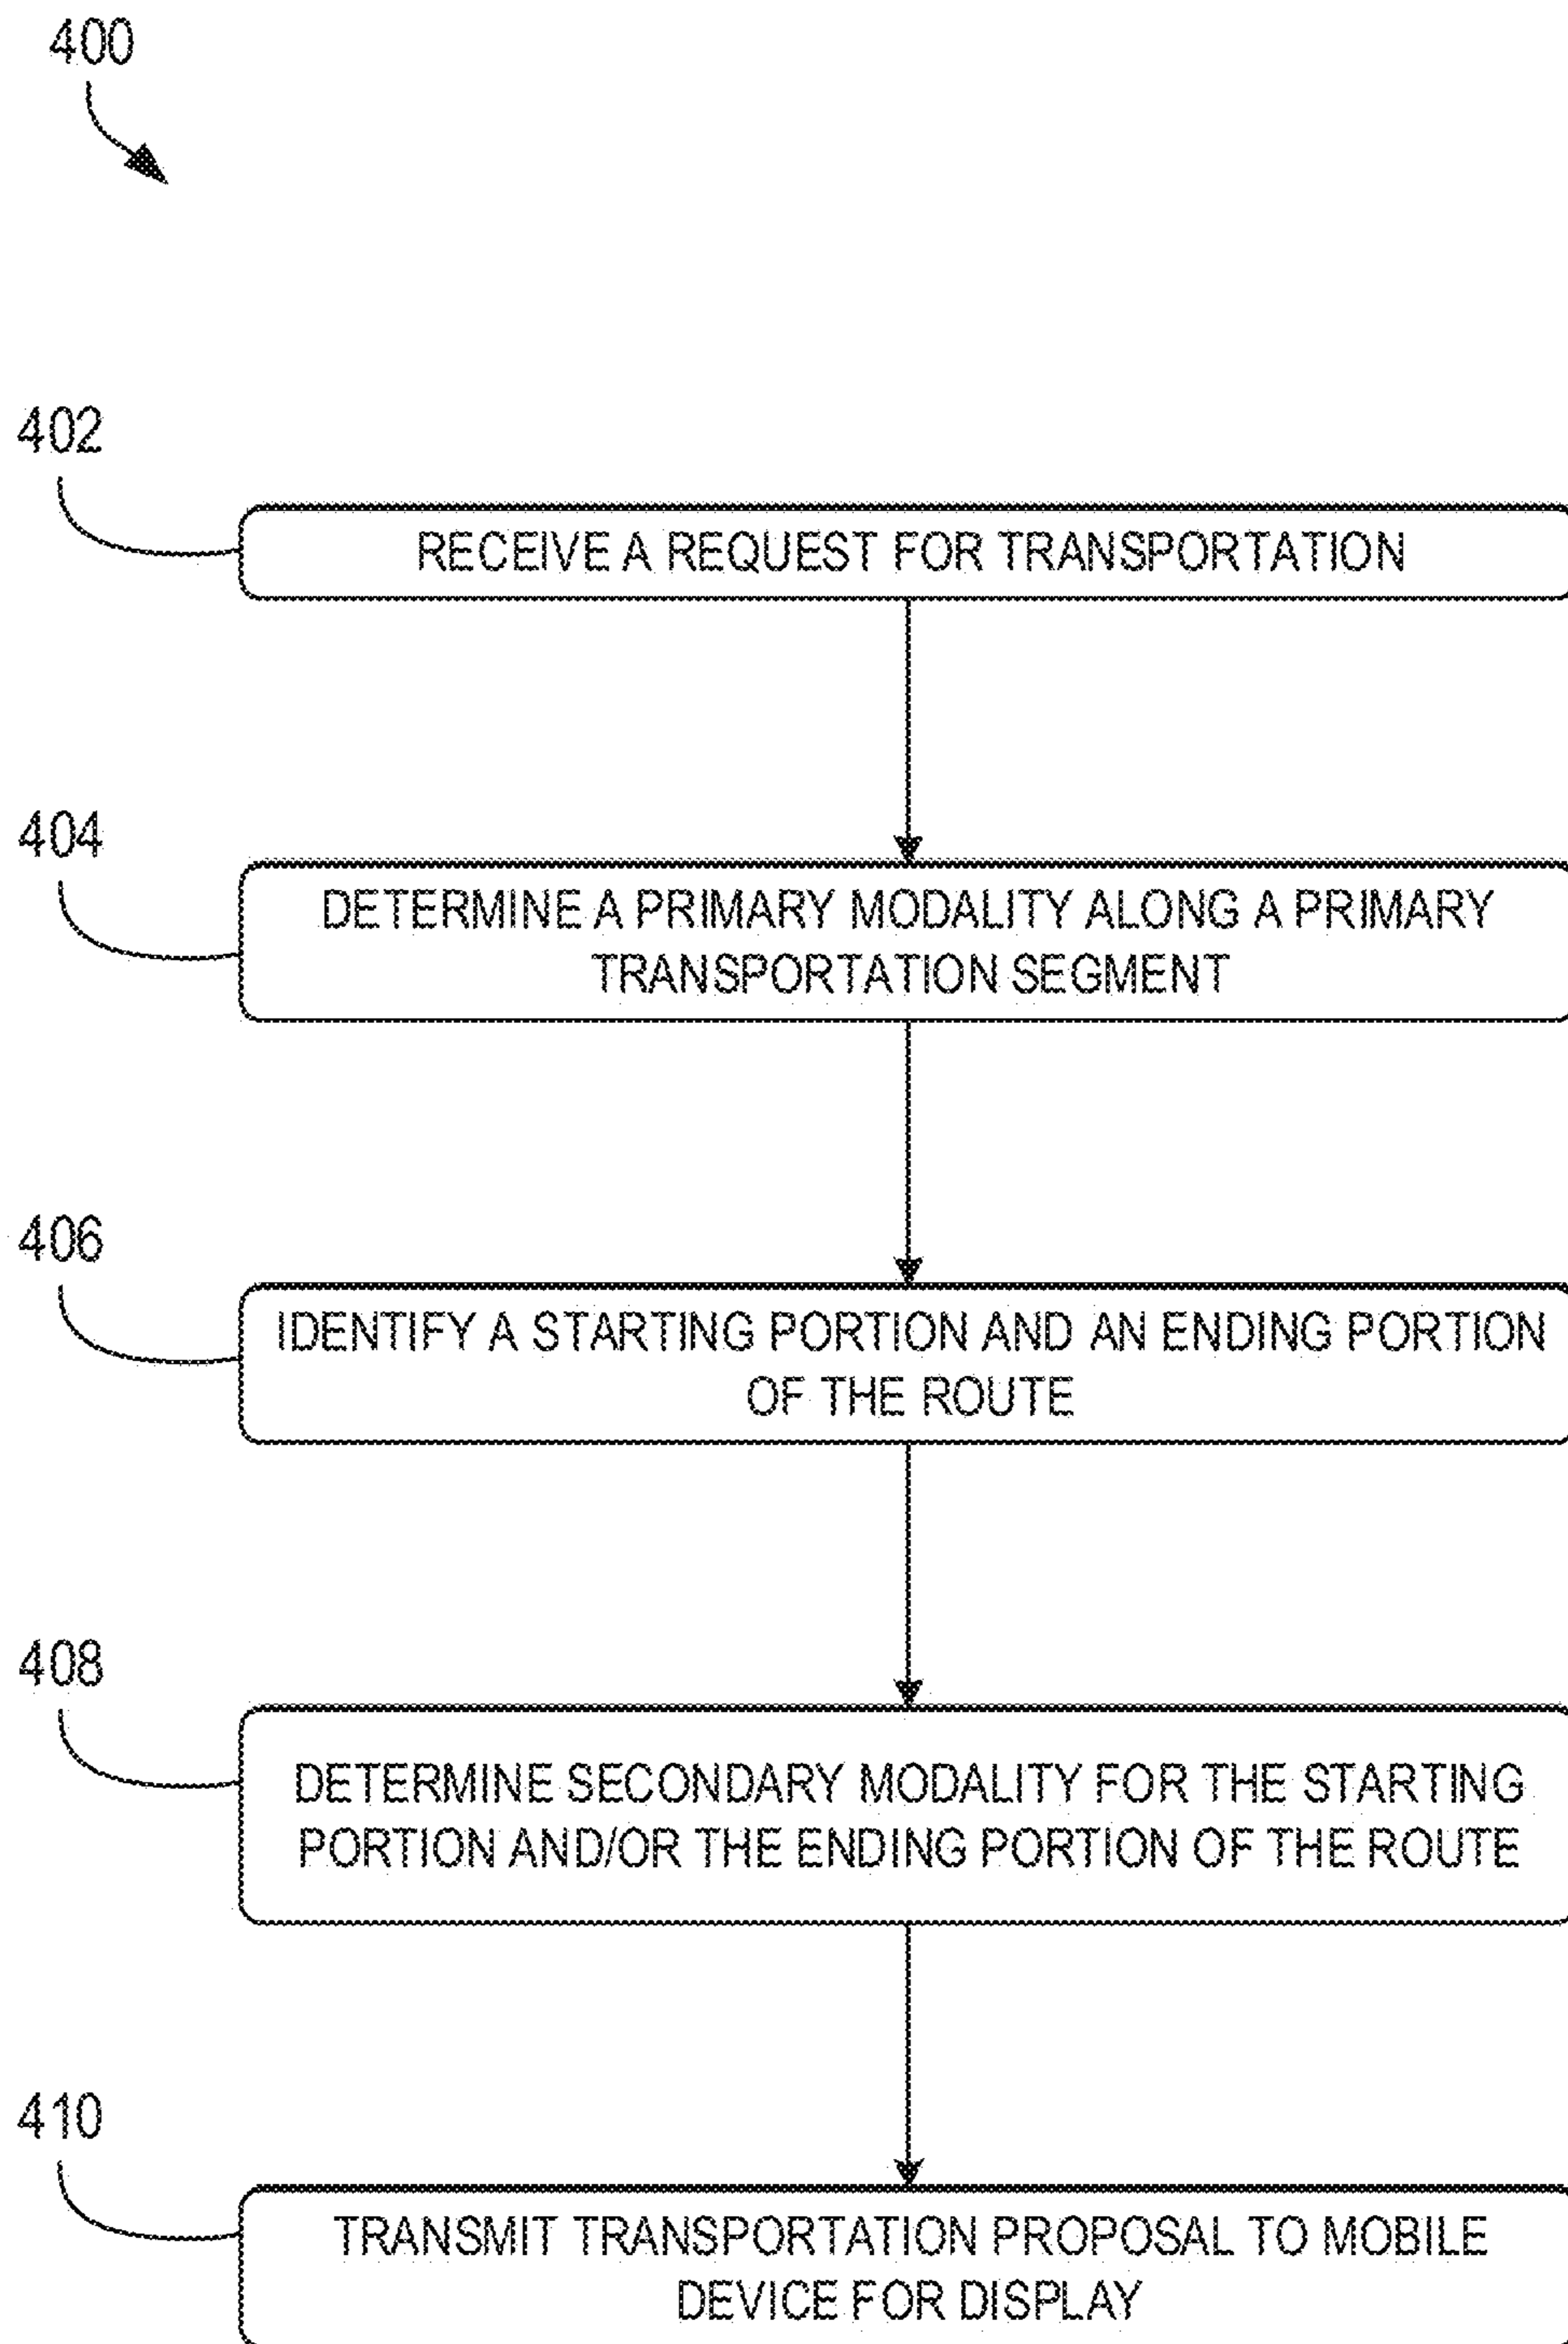 400
402
RECEIVE A REQUEST FOR TRANSPORTATION
404
DETERMINE A PRIMARY MODALITY ALONG A PRIMARY
TRANSPORTATION SEGMENT
406
IDENTIFY A STARTING PORTION AND AN ENDING PORTION
OF THE ROUTE
408
DETERMINE SECONDARY MODALITY FOR THE STARTING
PORTION AND/OR THE ENDING PORTION OF THE ROUTE
410
TRANSMIT TRANSPORTATION PROPOSAL TO MOBILE
DEVICE FOR DISPLAY